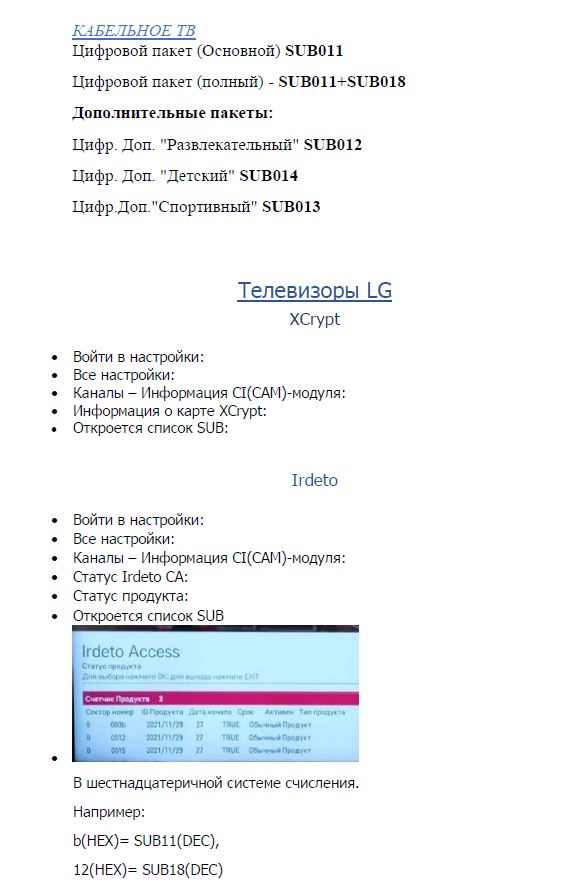 КАБЕЛЬНОЕ ТВ
Цифровой пакет (Основной) SUB011
Цифровой пакет (полный) - SUB011+SUB018
Дополнительные пакеты:
Цифр. Доп. "Развлекательный" SUB012
Цифр. Доп. "Детский" SUB014
Цифр.Доп."Спортивный" SUB013
Телевизоры LG
XCrypt
• Войти в настройки:
• Все настройки:
• Каналы – Информация CI(CAM)-модуля:
• Информация о карте XCrypt:
• Откроется список SUB:
Irdeto
• Войти в настройки:
• Все настройки:
• Каналы – Информация CI(CAM)-модуля:
• Статус Irdeto CA:
• Статус продукта:
• Откроется список SUB
Irdeto Access
Статус продукта
Для выбора нажмите OK: для выхода нажмите EXIT
Счетчик Продукта 3
Сектор номер ID Продукта Дата начала Срок Активен Тип продукта
0 000b 2021/11/29 27 TRUE Обычный Продукт
0 0012 2021/11/29 27 TRUE Обычный Продукт
0 0015 2021/11/29 27 TRUE Обычный Продукт
•
В шестнадцатеричной системе счисления.
Например:
b(HEX)= SUB11(DEC),
12(HEX)= SUB18(DEC)